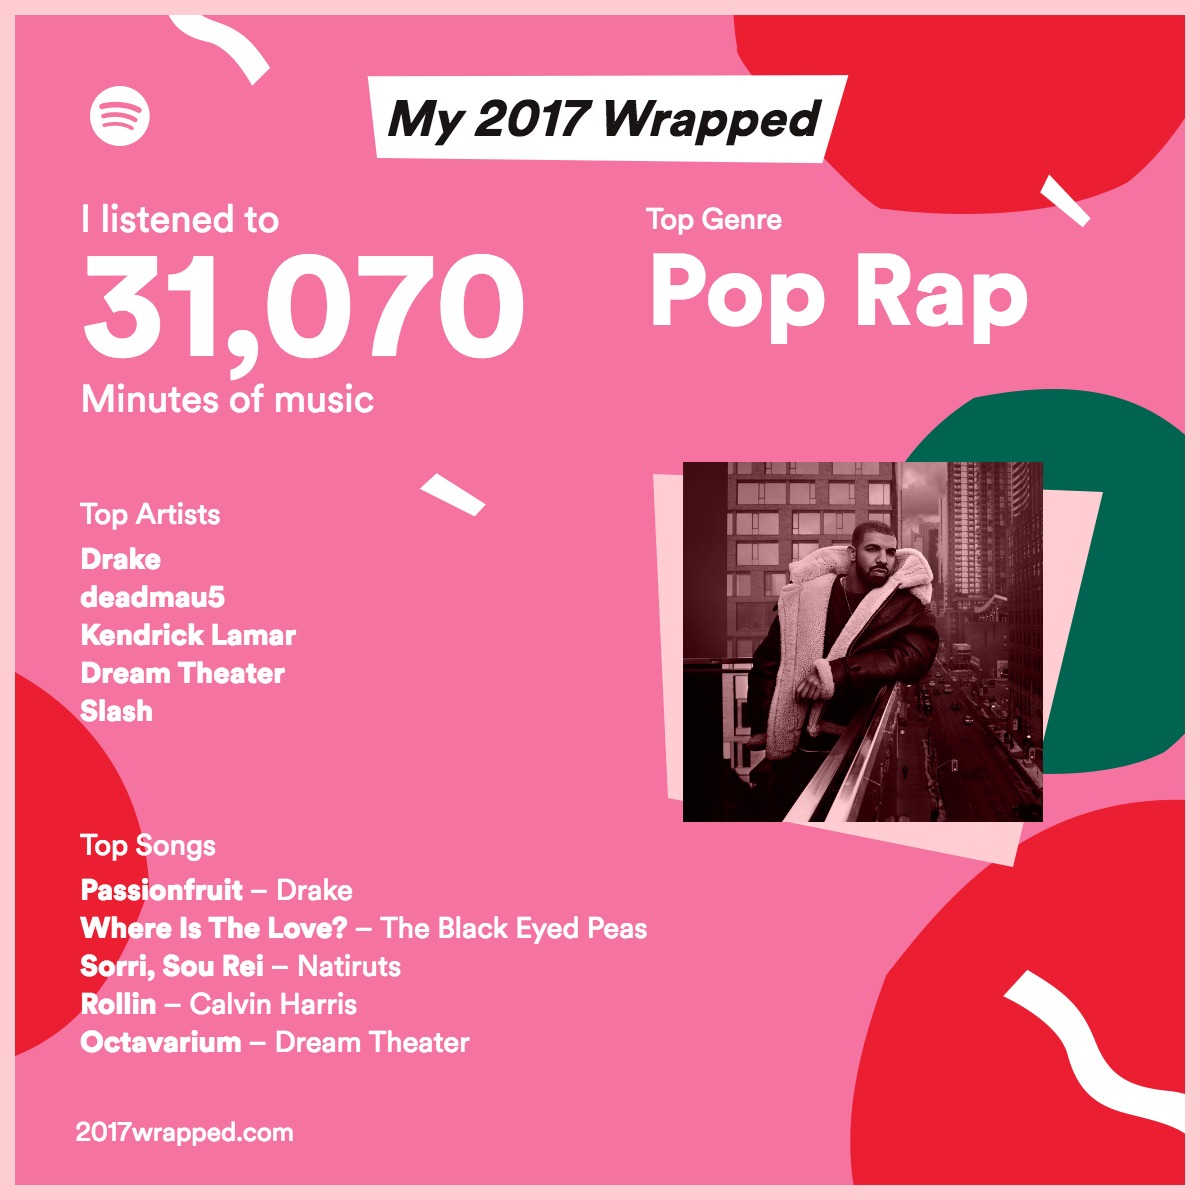 My 2017 Wrapped
I listened to
31,070
Minutes of music
Top Genre
Pop Rap
Top Artists
Drake
deadmau5
Kendrick Lamar
Dream Theater
Slash
Top Songs
Passionfruit – Drake
Where Is The Love? – The Black Eyed Peas
Sorri, Sou Rei – Natiruts
Rollin – Calvin Harris
Octavarium – Dream Theater
2017wrapped.com